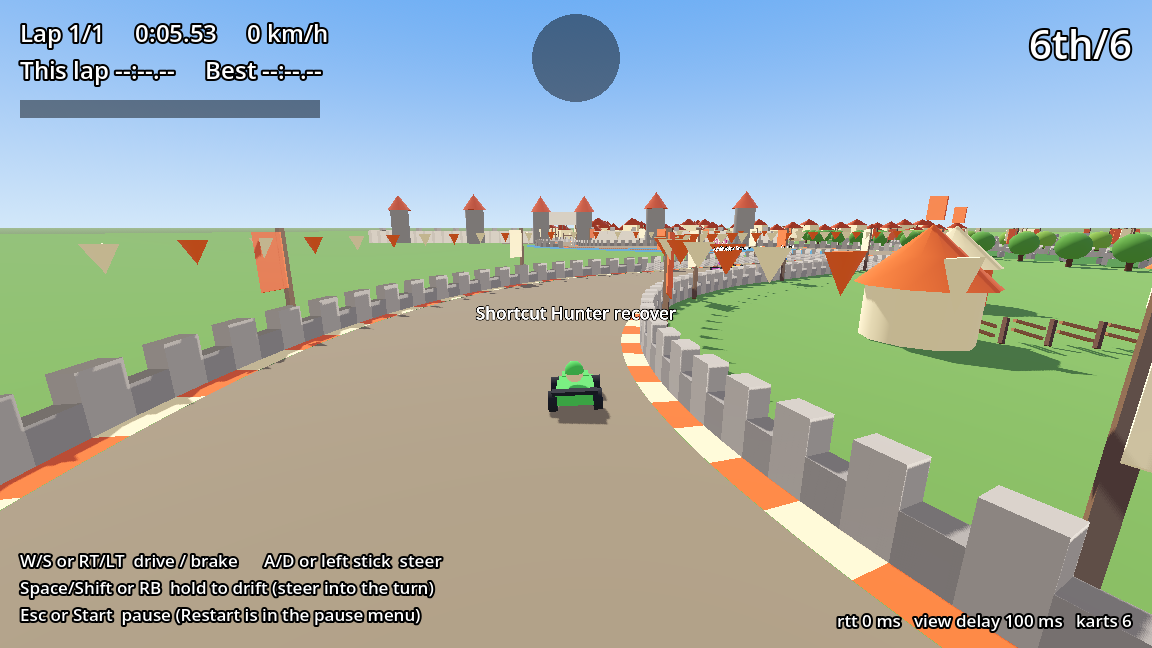 Lap 1/1 0:05.53 0 km/h
6th/6
This lap --:--.-- Best --:--.--
Shortcut Hunter recover
W/S or RT/LT drive / brake A/D or left stick steer
Space/Shift or RB hold to drift (steer into the turn)
Esc or Start pause (Restart is in the pause menu)
rtt 0 ms view delay 100 ms karts 6